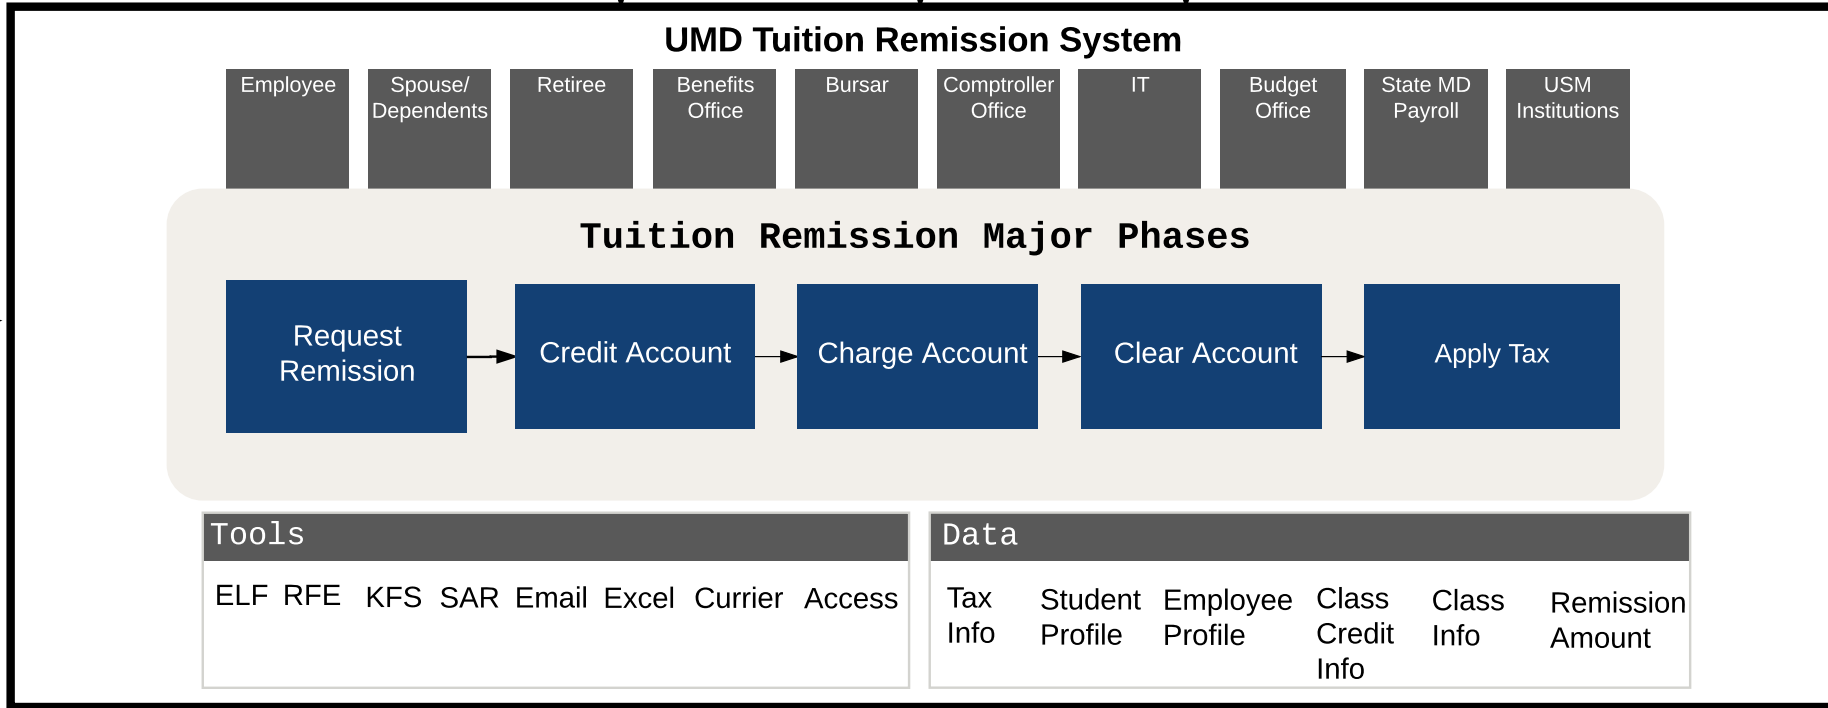 UMD Tuition Remission System
Employee
Spouse/
Dependents
Retiree
Benefits
Office
Bursar
Comptroller
Office
IT
Budget
Office
State MD
Payroll
USM
Institutions
Tuition Remission Major Phases
Request
Remission
Credit Account
Charge Account
Clear Account
Apply Tax
Tools
ELF RFE KFS SAR Email Excel Currier Access
Data
Tax
Info
Student
Profile
Employee
Profile
Class
Credit
Info
Class
Info
Remission
Amount